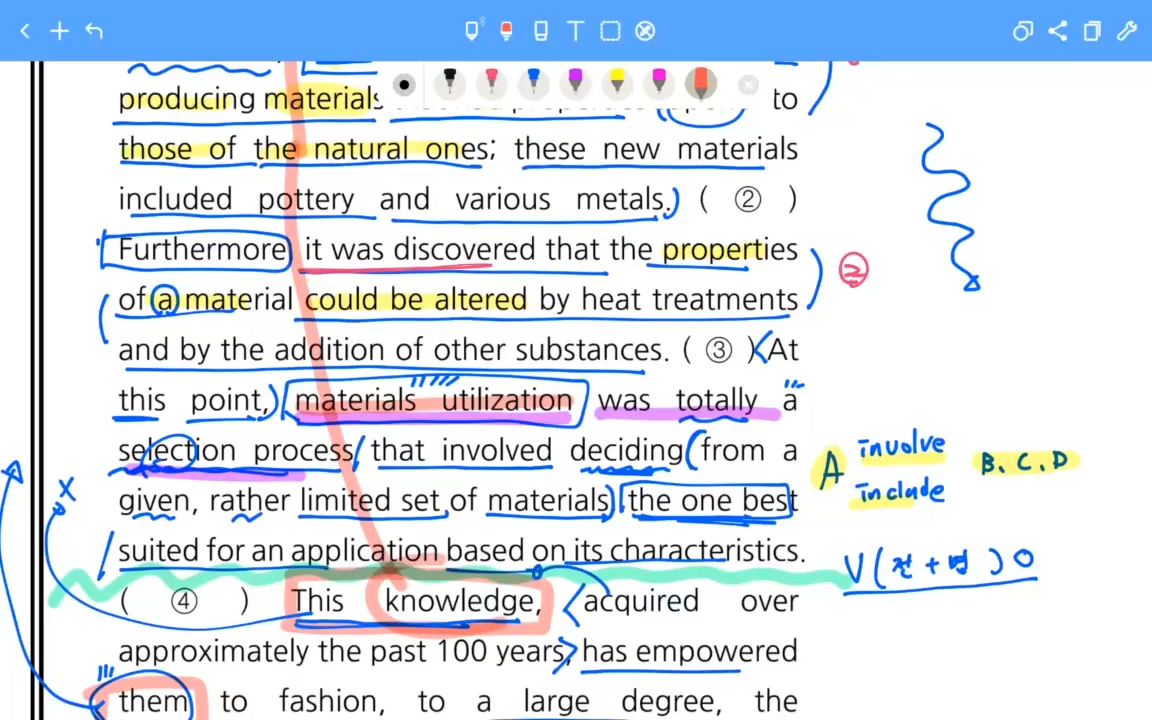 producing materials to
those of the natural ones; these new materials
included pottery and various metals. ( ② )
Furthermore it was discovered that the properties
②
of a material could be altered by heat treatments
and by the addition of other substances. ( ③ ) At
this point, materials utilization was totally a
selection process that involved deciding from a
A involve B. C. D
given, rather limited set of materials the one best
include
suited for an application based on its characteristics.
V (전 + 명) O
( ④ ) This knowledge, acquired over
X
approximately the past 100 years, has empowered
them to fashion, to a large degree, the